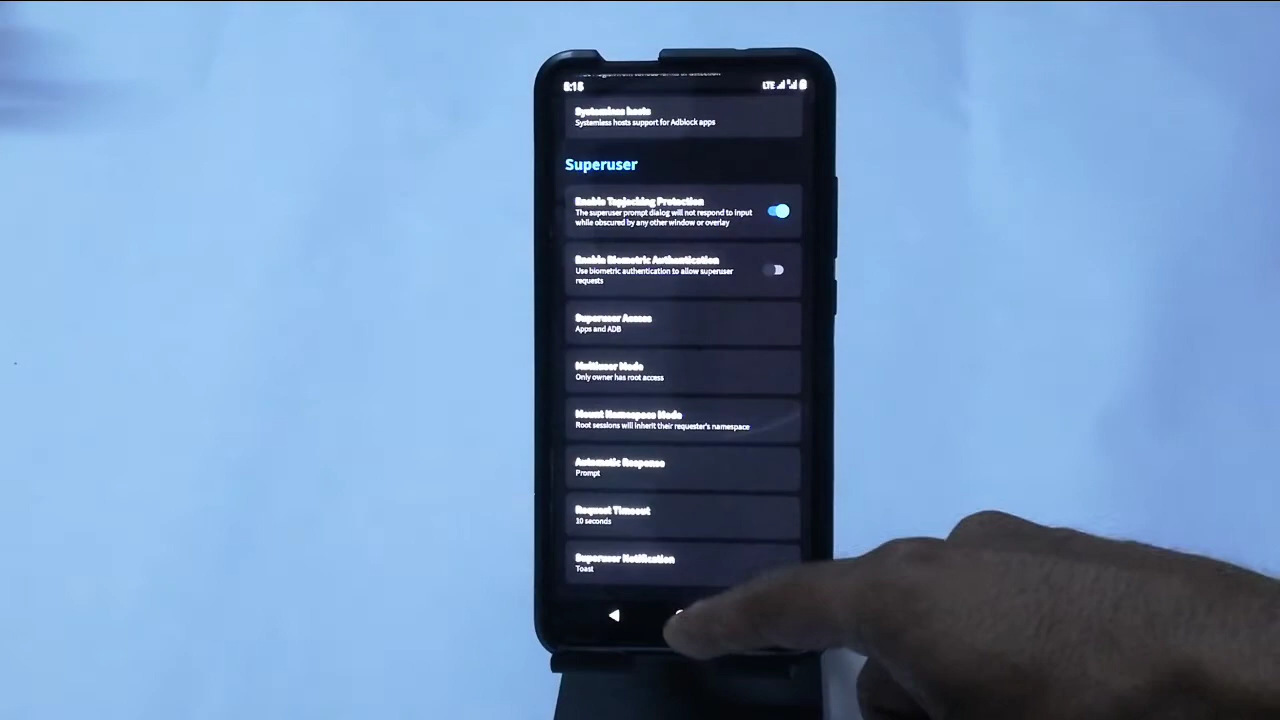 8:18
LTE
Systemless hosts
Systemless hosts support for Adblock apps
Superuser
Enable Tapjacking Protection
The superuser prompt dialog will not respond to input
while obscured by any other window or overlay
Enable Biometric Authentication
Use biometric authentication to allow superuser
requests
Superuser Access
Apps and ADB
Multiuser Mode
Only owner has root access
Mount Namespace Mode
Root sessions will inherit their requester's namespace
Automatic Response
Prompt
Request Timeout
10 seconds
Superuser Notification
Toast